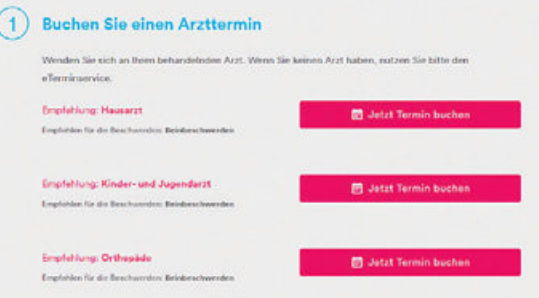 1 Buchen Sie einen Arzttermin
Wenden Sie sich an Ihren behandelnden Arzt. Wenn Sie keinen Arzt haben, nutzen Sie bitte den
eTerminservice.
Empfehlung: Hausarzt
Jetzt Termin buchen
Empfohlen für die Beschwerden: Beinbeschwerden
Empfehlung: Kinder- und Jugendarzt
Jetzt Termin buchen
Empfohlen für die Beschwerden: Beinbeschwerden
Empfehlung: Orthopäde
Jetzt Termin buchen
Empfohlen für die Beschwerden: Beinbeschwerden